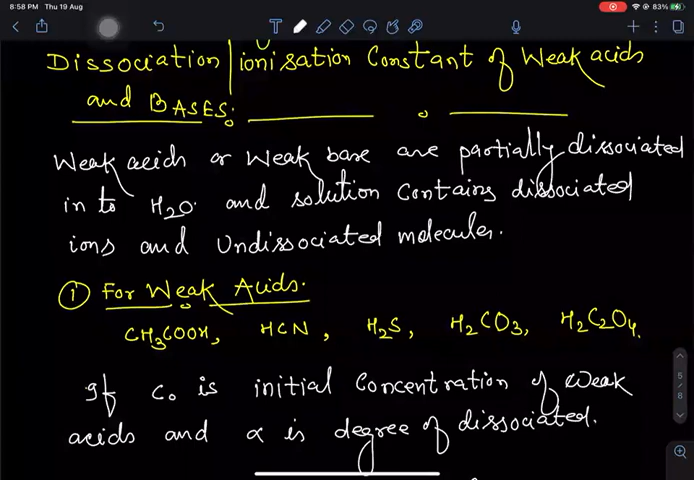 8:58 PM Thu 19 Aug
83%
Dissociation/ionisation Constant of Weak acids
and BASES:
Weak acids or Weak base are partially dissociated
in to H2O. and solution Contains dissociated
ions and Undissociated molecules.
① For Weak Acids.
CH3COOH, HCN, H2S, H2CO3, H2C2O4.
If C0 is initial Concentration of Weak
acids and α is degree of dissociated.
5
/
8